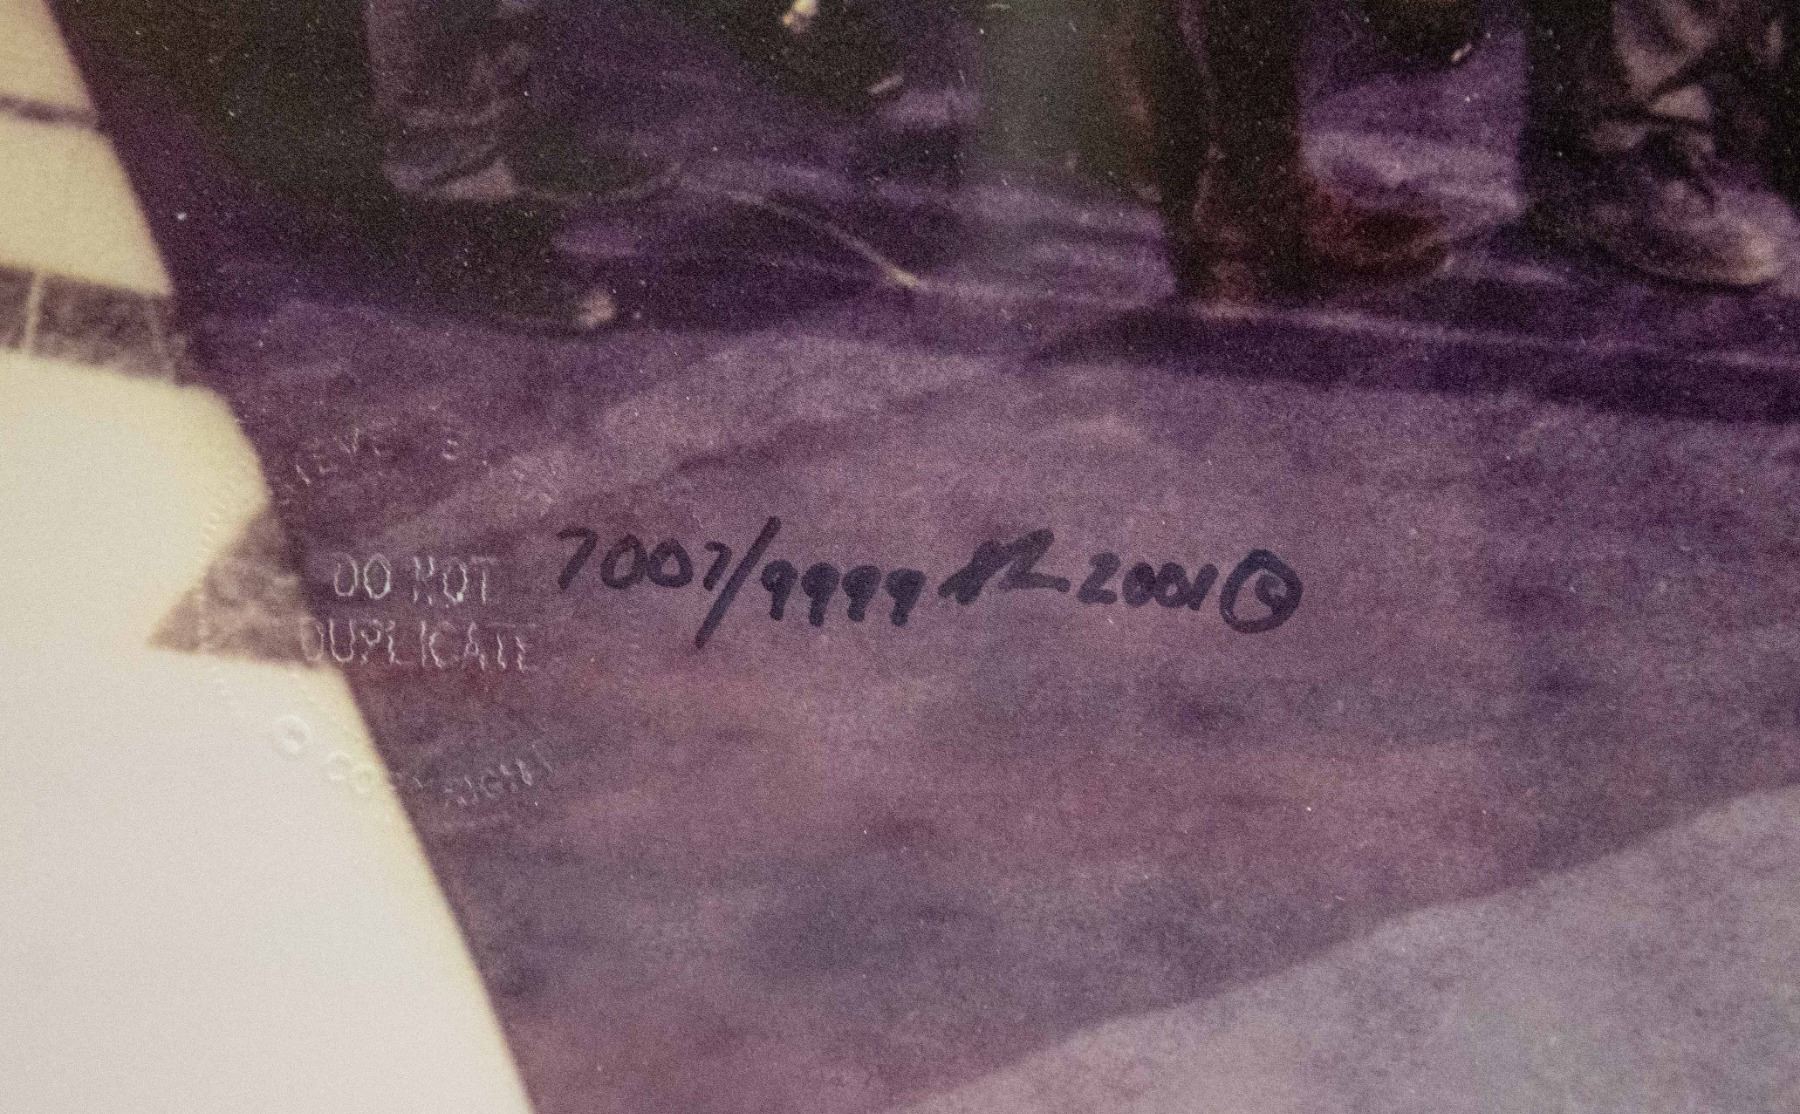 DO NOT
DUPLICATE
7007/9999 2001 ©
© COPYRIGHT